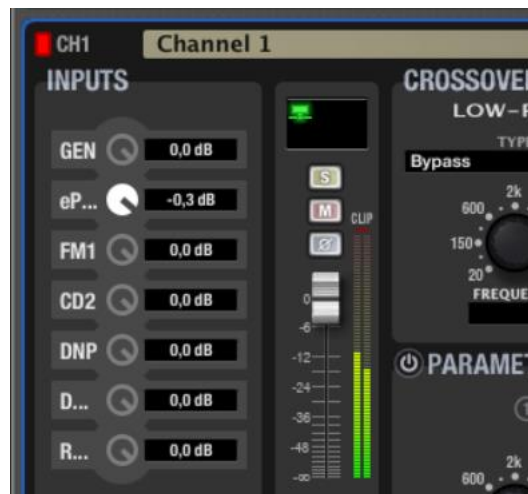 CH1 Channel 1
INPUTS
GEN 0,0 dB
eP... -0,3 dB
FM1 0,0 dB
CD2 0,0 dB
DNP 0,0 dB
D... 0,0 dB
R... 0,0 dB
S
M
Ø
CLIP
0
-6
-12
-24
-36
-48
-∞
CROSSOVE
LOW-
TYP
Bypass
2k
600
150
20
FREQUE
PARAME
1
2k
600